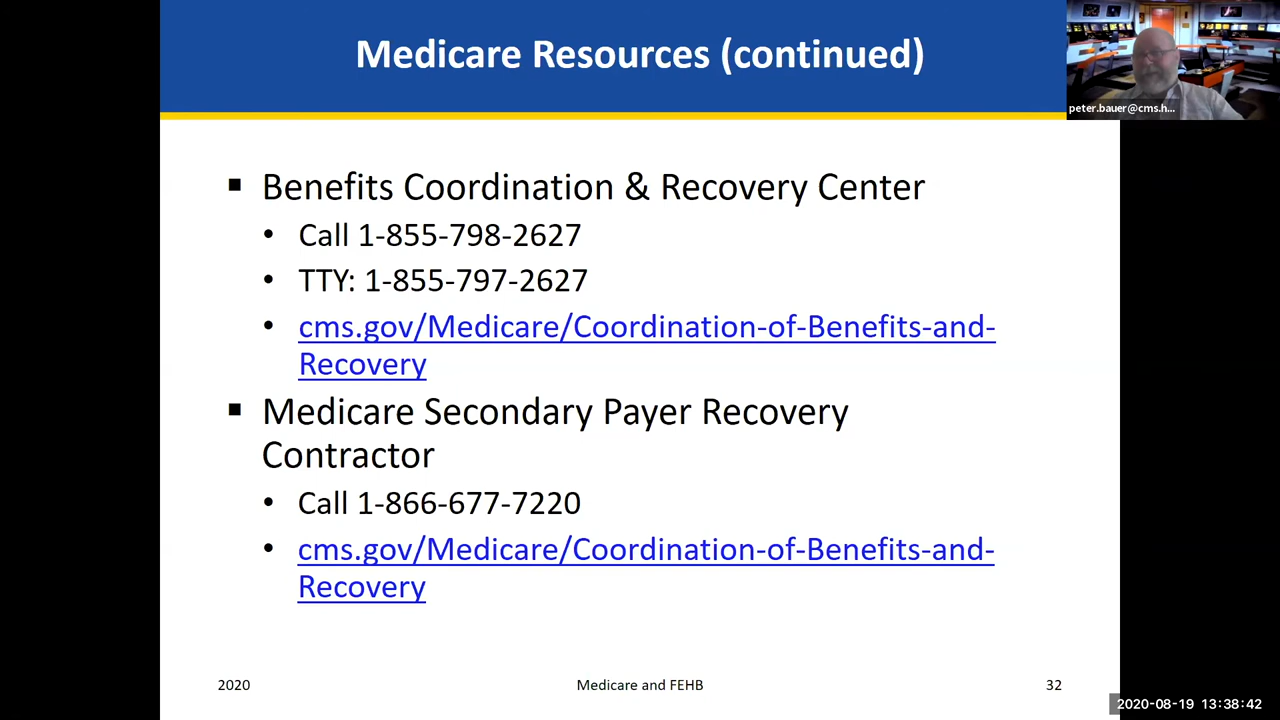 Medicare Resources (continued)
peter.bauer@cms.h...
▪ Benefits Coordination & Recovery Center
• Call 1-855-798-2627
• TTY: 1-855-797-2627
• cms.gov/Medicare/Coordination-of-Benefits-and-
Recovery
▪ Medicare Secondary Payer Recovery
Contractor
• Call 1-866-677-7220
• cms.gov/Medicare/Coordination-of-Benefits-and-
Recovery
2020
Medicare and FEHB
32
2020-08-19 13:38:42